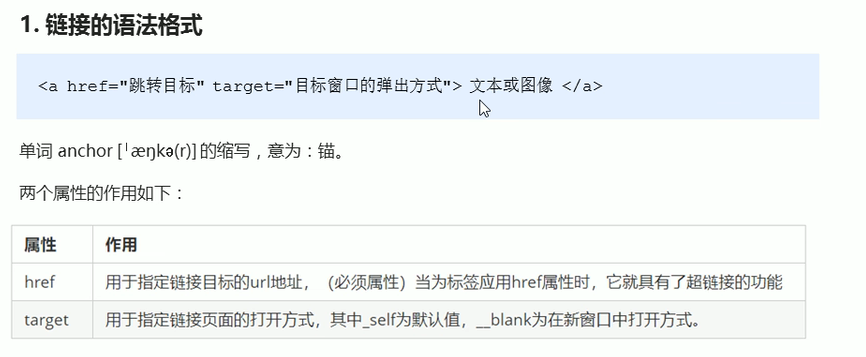 1. 链接的语法格式
<a href="跳转目标" target="目标窗口的弹出方式"> 文本或图像 </a>
单词 anchor [ˈæŋkə(r)] 的缩写，意为：锚。
两个属性的作用如下：
属性 作用
href 用于指定链接目标的url地址，（必须属性）当为标签应用href属性时，它就具有了超链接的功能
target 用于指定链接页面的打开方式，其中_self为默认值，__blank为在新窗口中打开方式。